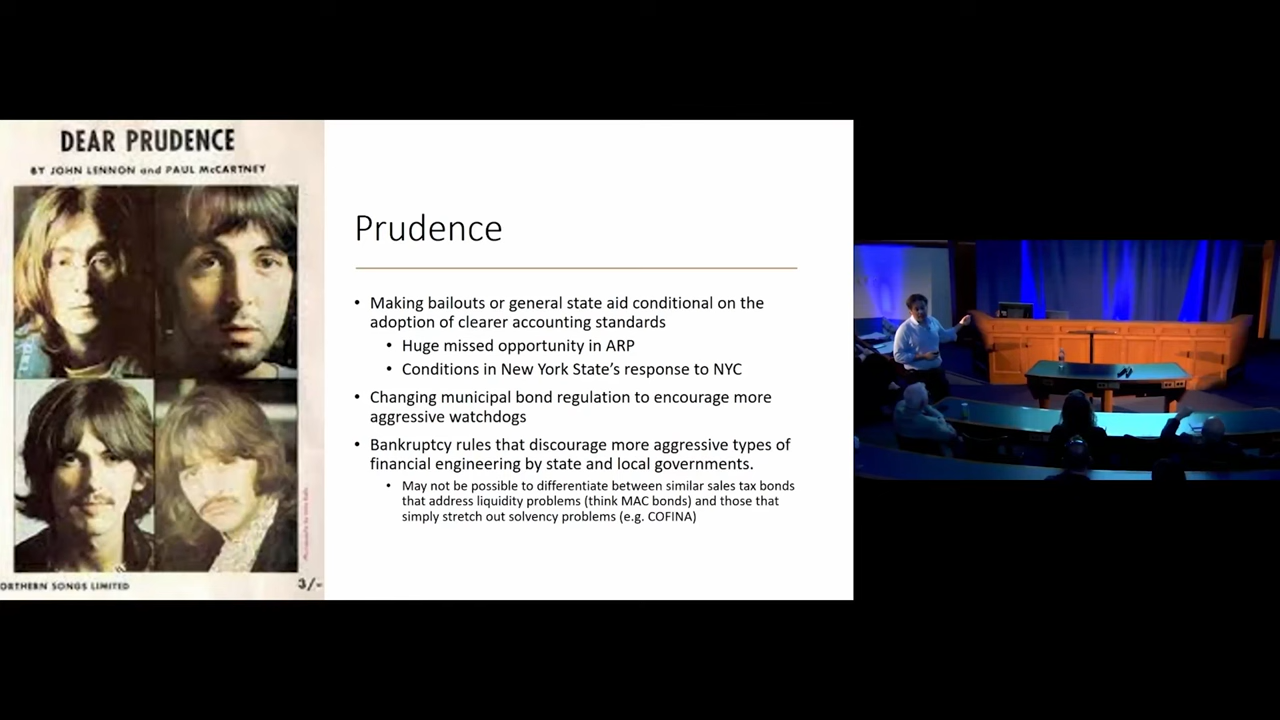 DEAR PRUDENCE
BY JOHN LENNON and PAUL McCARTNEY
ORTHERN SONGS LIMITED
3/-
Prudence
• Making bailouts or general state aid conditional on the
adoption of clearer accounting standards
• Huge missed opportunity in ARP
• Conditions in New York State's response to NYC
• Changing municipal bond regulation to encourage more
aggressive watchdogs
• Bankruptcy rules that discourage more aggressive types of
financial engineering by state and local governments.
• May not be possible to differentiate between similar sales tax bonds
that address liquidity problems (think MAC bonds) and those that
simply stretch out solvency problems (e.g. COFINA)